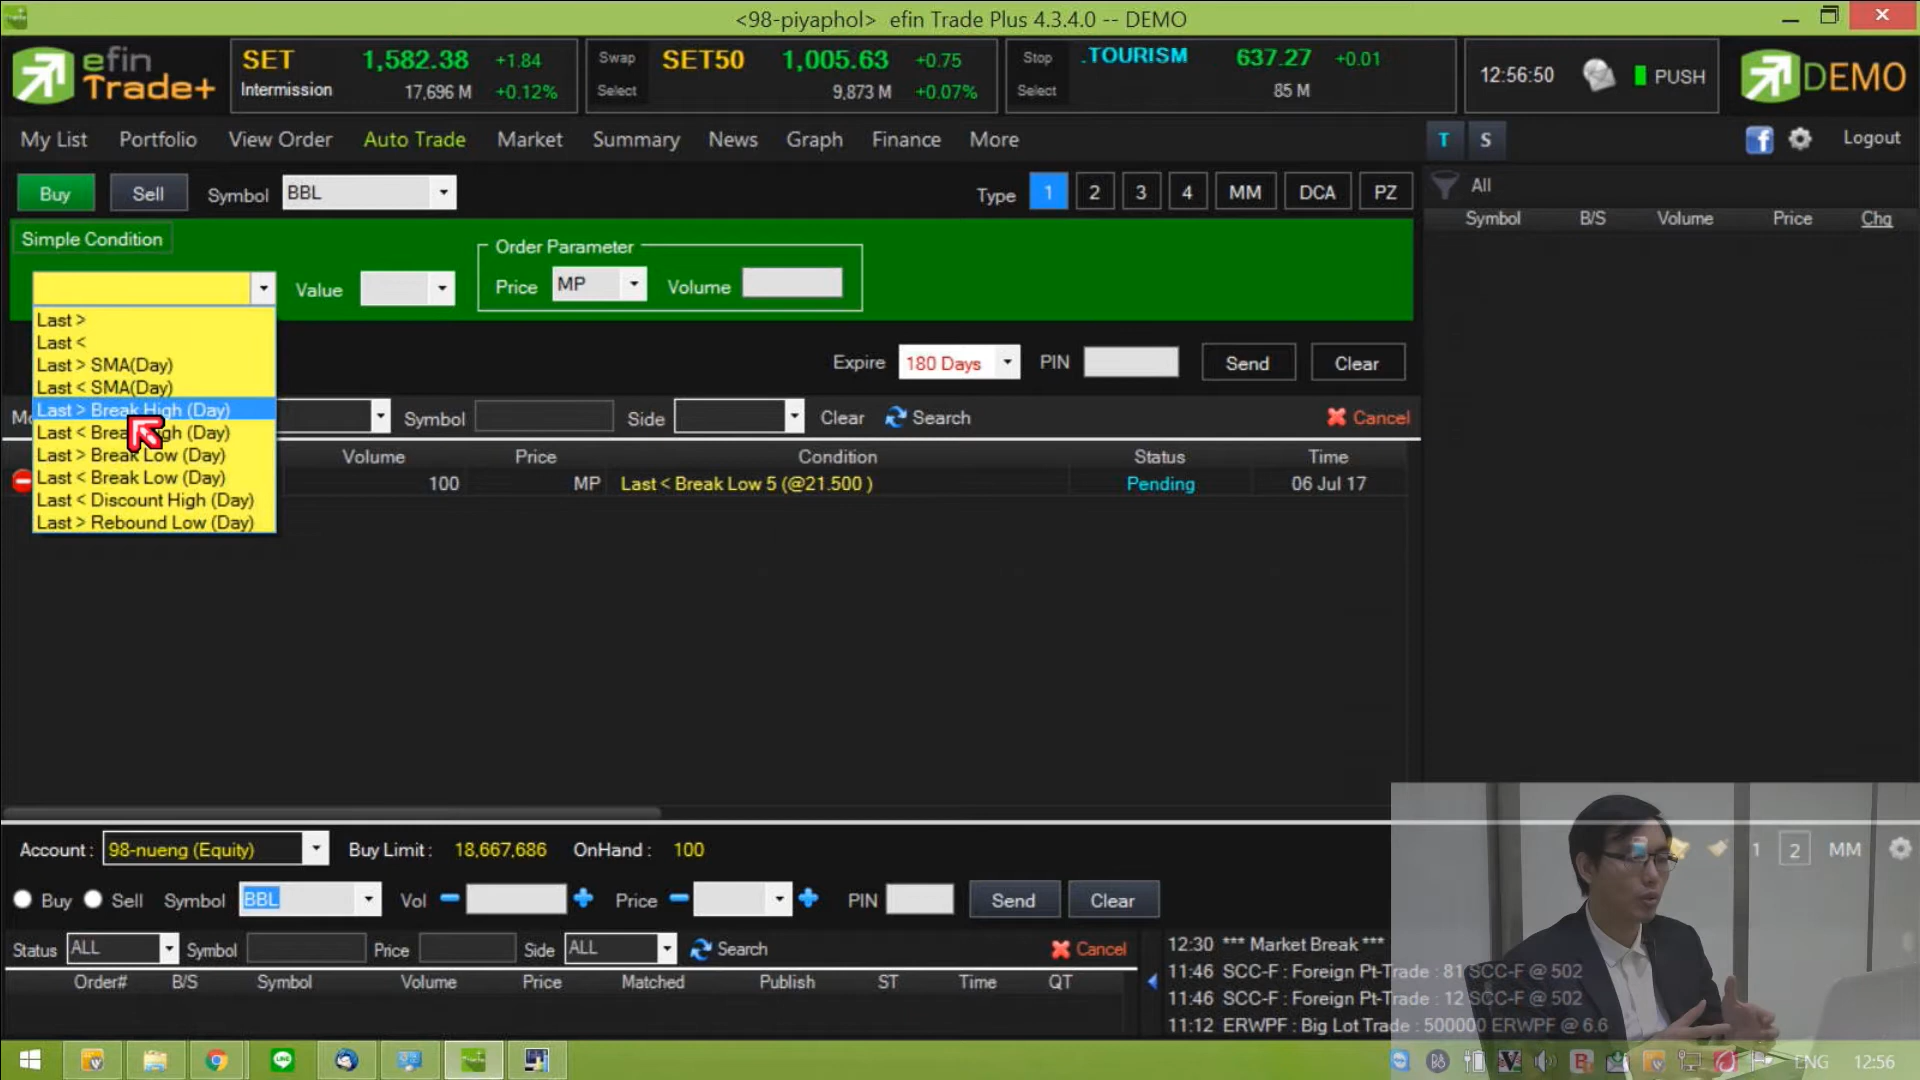 <98-piyaphol> efin Trade Plus 4.3.4.0 -- DEMO
efin Trade+
SET 1,582.38 +1.84
Intermission 17,696 M +0.12%
Swap SET50 1,005.63 +0.75
Select 9,873 M +0.07%
Stop .TOURISM 637.27 +0.01
Select 85 M
12:56:50 PUSH
DEMO
My List Portfolio View Order Auto Trade Market Summary News Graph Finance More
T S f Logout
Buy Sell Symbol BBL Type 1 2 3 4 MM DCA PZ
All
Symbol B/S Volume Price Chg
Simple Condition
Order Parameter
Value Price MP Volume
Last >
Last <
Last > SMA(Day)
Last < SMA(Day)
Last > Break High (Day)
Last < Break High (Day)
Last > Break Low (Day)
Last < Break Low (Day)
Last < Discount High (Day)
Last > Rebound Low (Day)
Expire 180 Days PIN Send Clear
Symbol Side Clear Search Cancel
Volume Price Condition Status Time
100 MP Last < Break Low 5 (@21.500 ) Pending 06 Jul 17
Account : 98-nueng (Equity) Buy Limit : 18,667,686 OnHand : 100
1 2 MM
Buy Sell Symbol BBL Vol Price PIN Send Clear
Status ALL Symbol Price Side ALL Search Cancel
Order# B/S Symbol Volume Price Matched Publish ST Time QT
12:30 *** Market Break ***
11:46 SCC-F : Foreign Pt-Trade : 81 SCC-F @ 502
11:46 SCC-F : Foreign Pt-Trade : 12 SCC-F @ 502
11:12 ERWPF : Big Lot Trade : 500000 ERWPF @ 6.6
LINE
ENG 12:56